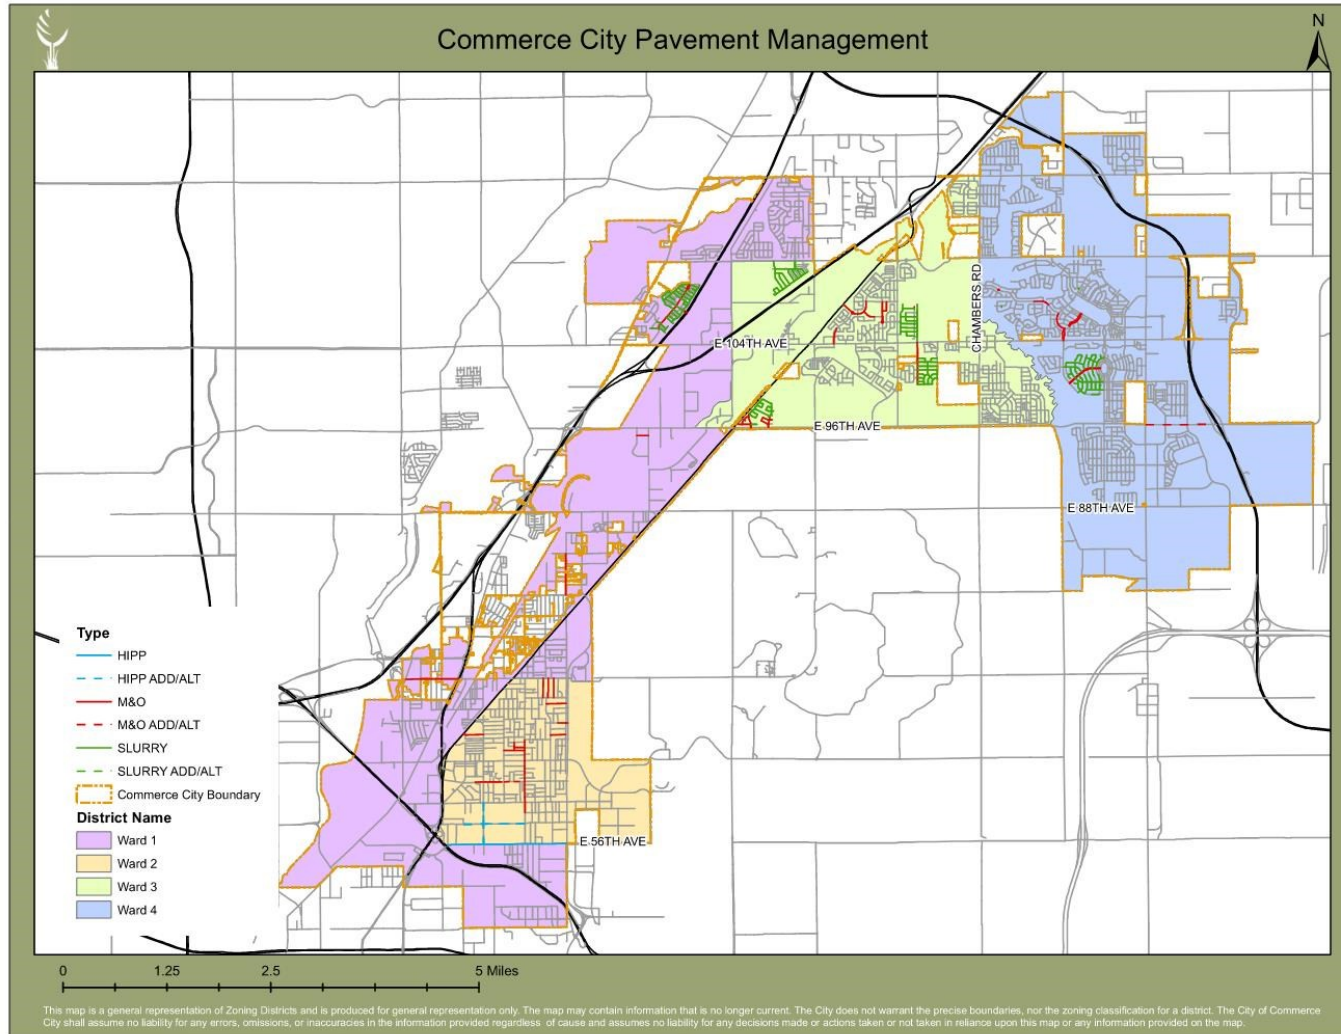 Commerce City Pavement Management
N
CHAMBERS RD
E 104TH AVE
E 96TH AVE
E 88TH AVE
E 56TH AVE
Type
HIPP
HIPP ADD/ALT
M&O
M&O ADD/ALT
SLURRY
SLURRY ADD/ALT
Commerce City Boundary
District Name
Ward 1
Ward 2
Ward 3
Ward 4
0 1.25 2.5 5 Miles
This map is a general representation of Zoning Districts and is produced for general representation only. The map may contain information that is no longer current. The City does not warrant the precise boundaries, nor the zoning classification for a district. The City of Commerce
City shall assume no liability for any errors, omissions, or inaccuracies in the information provided regardless of cause and assumes no liability for any decisions made or actions taken or not taken in reliance upon this map or any information provided on the map.